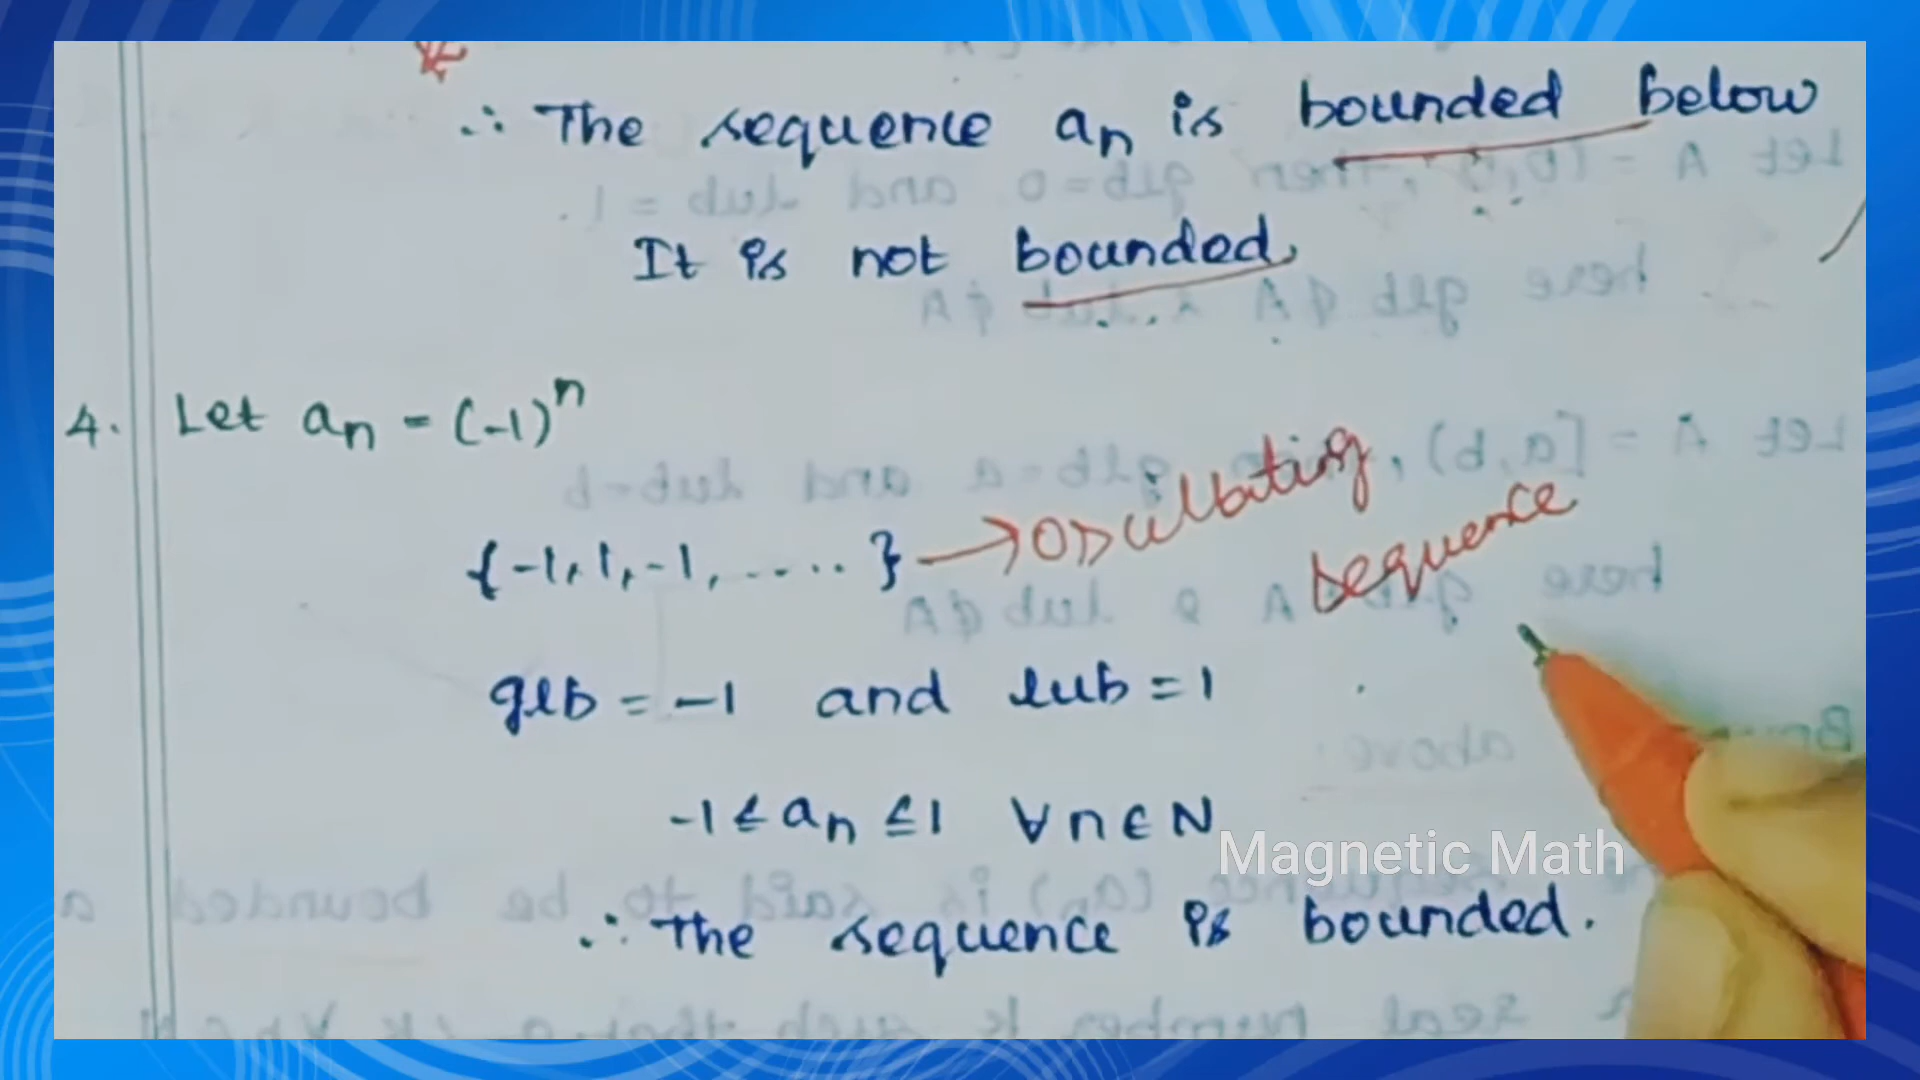 ∴ The sequence aₙ is bounded below
It is not bounded.
4. Let aₙ = (-1)ⁿ
{-1, 1, -1, ..... } → Oscillating
sequence
glb = -1 and lub = 1
-1 ≤ aₙ ≤ 1 ∀ n ∈ N
Magnetic Math
∴ The sequence is bounded.